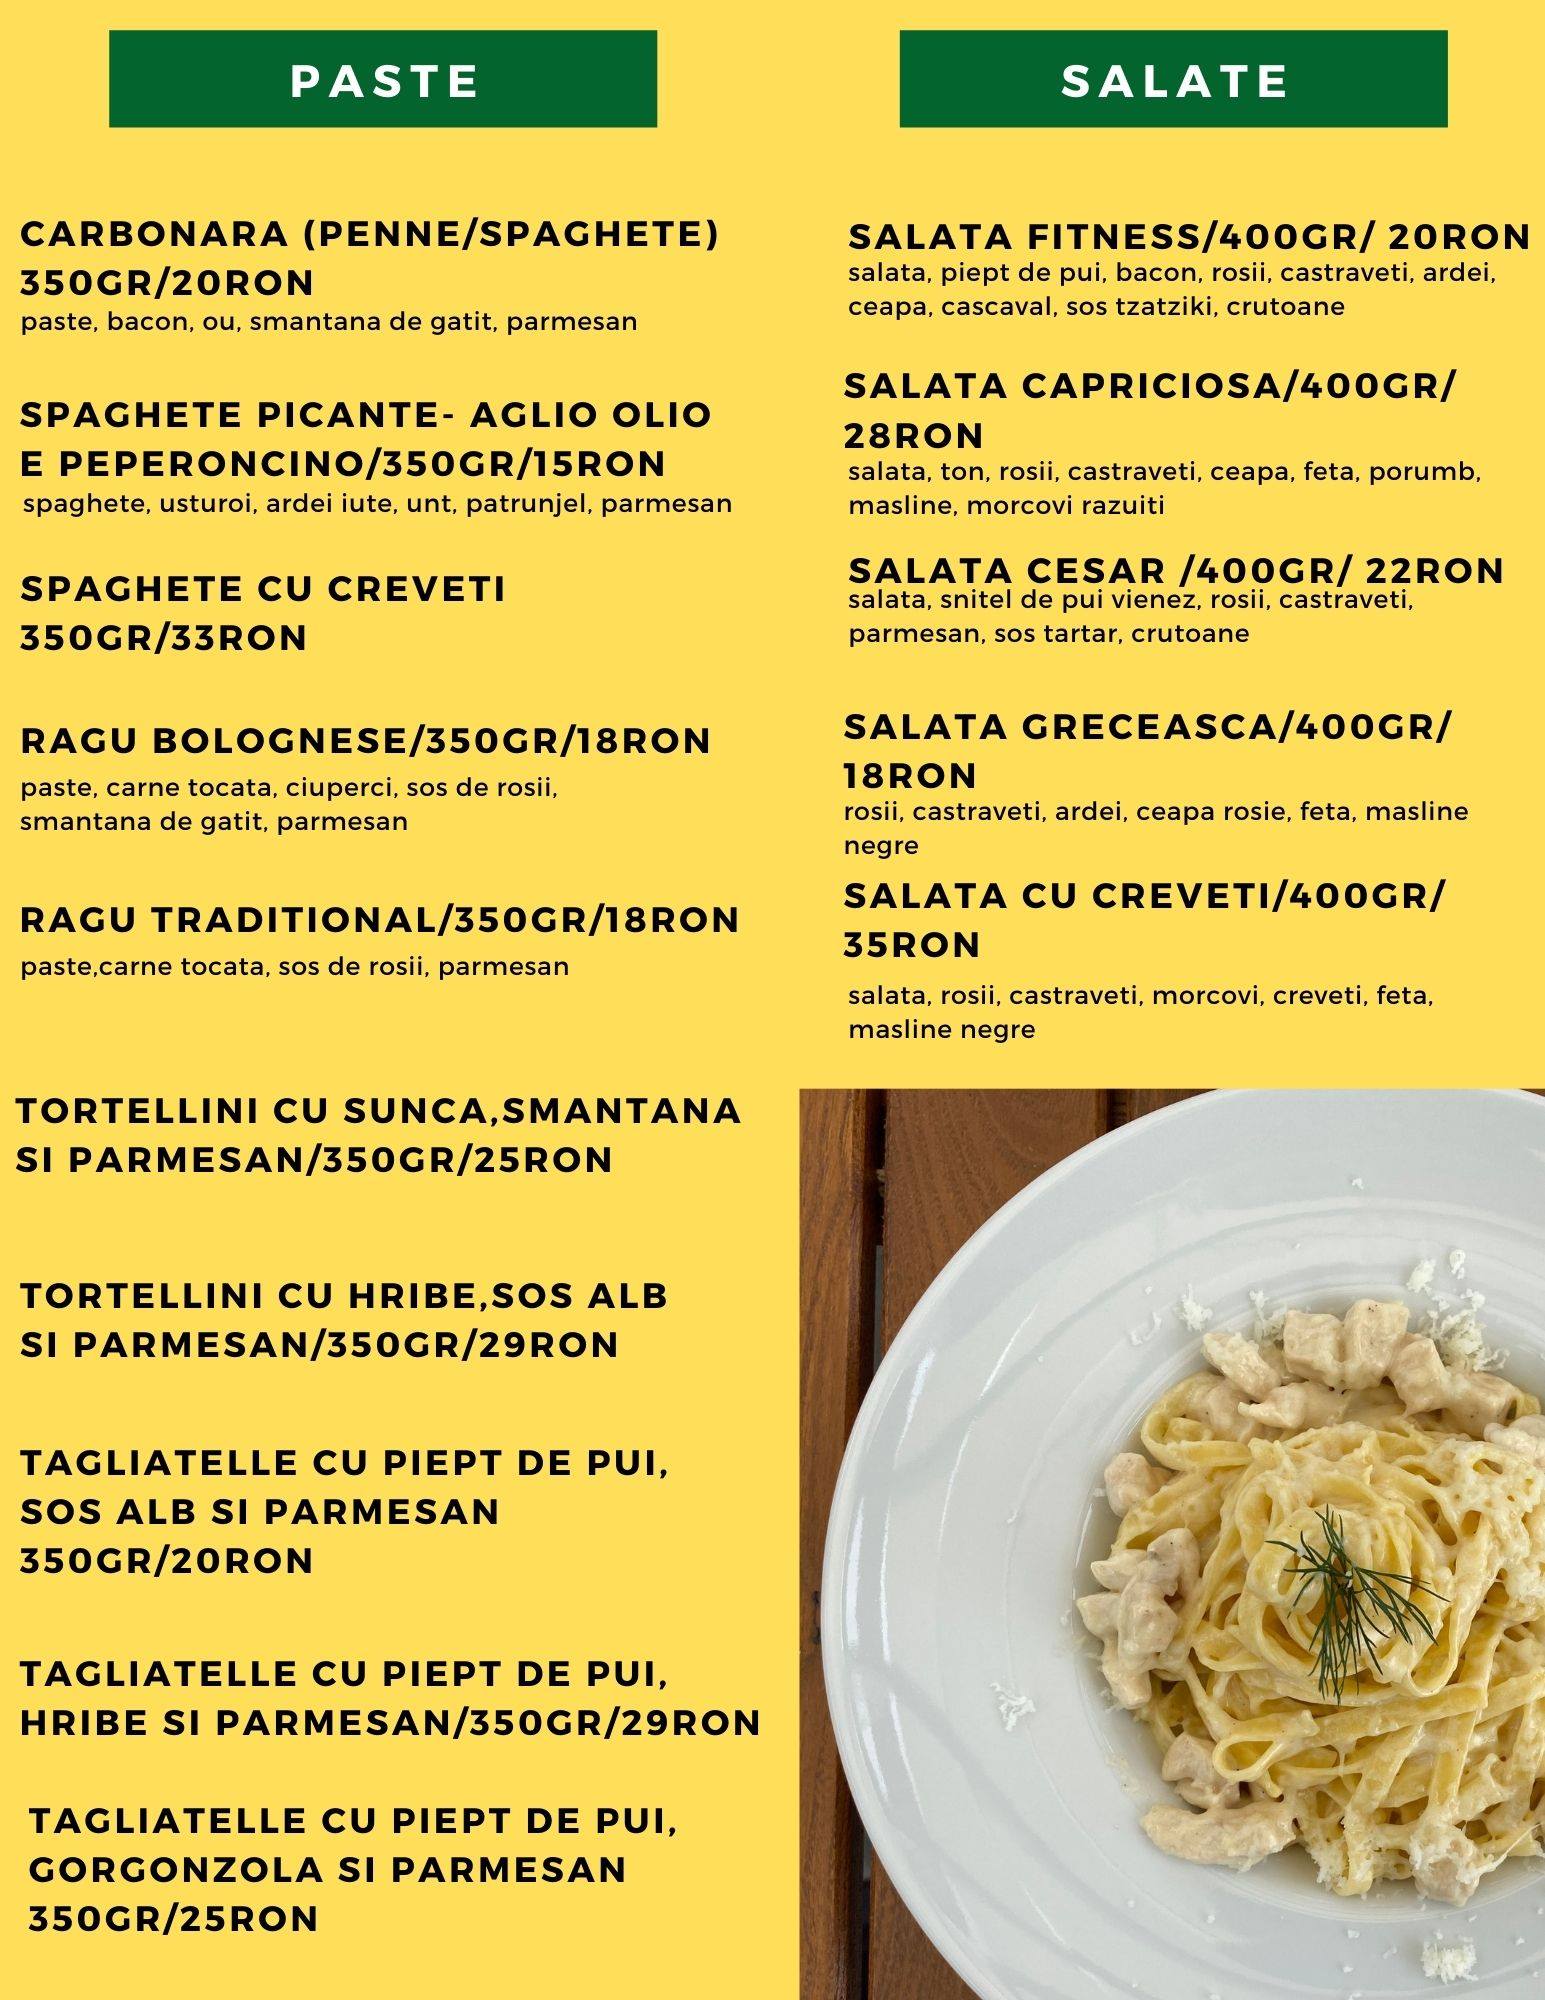 PASTE
CARBONARA (PENNE/SPAGHETE)
350GR/20RON
paste, bacon, ou, smantana de gatit, parmesan
SPAGHETE PICANTE- AGLIO OLIO
E PEPERONCINO/350GR/15RON
spaghete, usturoi, ardei iute, unt, patrunjel, parmesan
SPAGHETE CU CREVETI
350GR/33RON
RAGU BOLOGNESE/350GR/18RON
paste, carne tocata, ciuperci, sos de rosii,
smantana de gatit, parmesan
RAGU TRADITIONAL/350GR/18RON
paste,carne tocata, sos de rosii, parmesan
TORTELLINI CU SUNCA,SMANTANA
SI PARMESAN/350GR/25RON
TORTELLINI CU HRIBE,SOS ALB
SI PARMESAN/350GR/29RON
TAGLIATELLE CU PIEPT DE PUI,
SOS ALB SI PARMESAN
350GR/20RON
TAGLIATELLE CU PIEPT DE PUI,
HRIBE SI PARMESAN/350GR/29RON
TAGLIATELLE CU PIEPT DE PUI,
GORGONZOLA SI PARMESAN
350GR/25RON
SALATE
SALATA FITNESS/400GR/ 20RON
salata, piept de pui, bacon, rosii, castraveti, ardei,
ceapa, cascaval, sos tzatziki, crutoane
SALATA CAPRICIOSA/400GR/
28RON
salata, ton, rosii, castraveti, ceapa, feta, porumb,
masline, morcovi razuiti
SALATA CESAR /400GR/ 22RON
salata, snitel de pui vienez, rosii, castraveti,
parmesan, sos tartar, crutoane
SALATA GRECEASCA/400GR/
18RON
rosii, castraveti, ardei, ceapa rosie, feta, masline
negre
SALATA CU CREVETI/400GR/
35RON
salata, rosii, castraveti, morcovi, creveti, feta,
masline negre